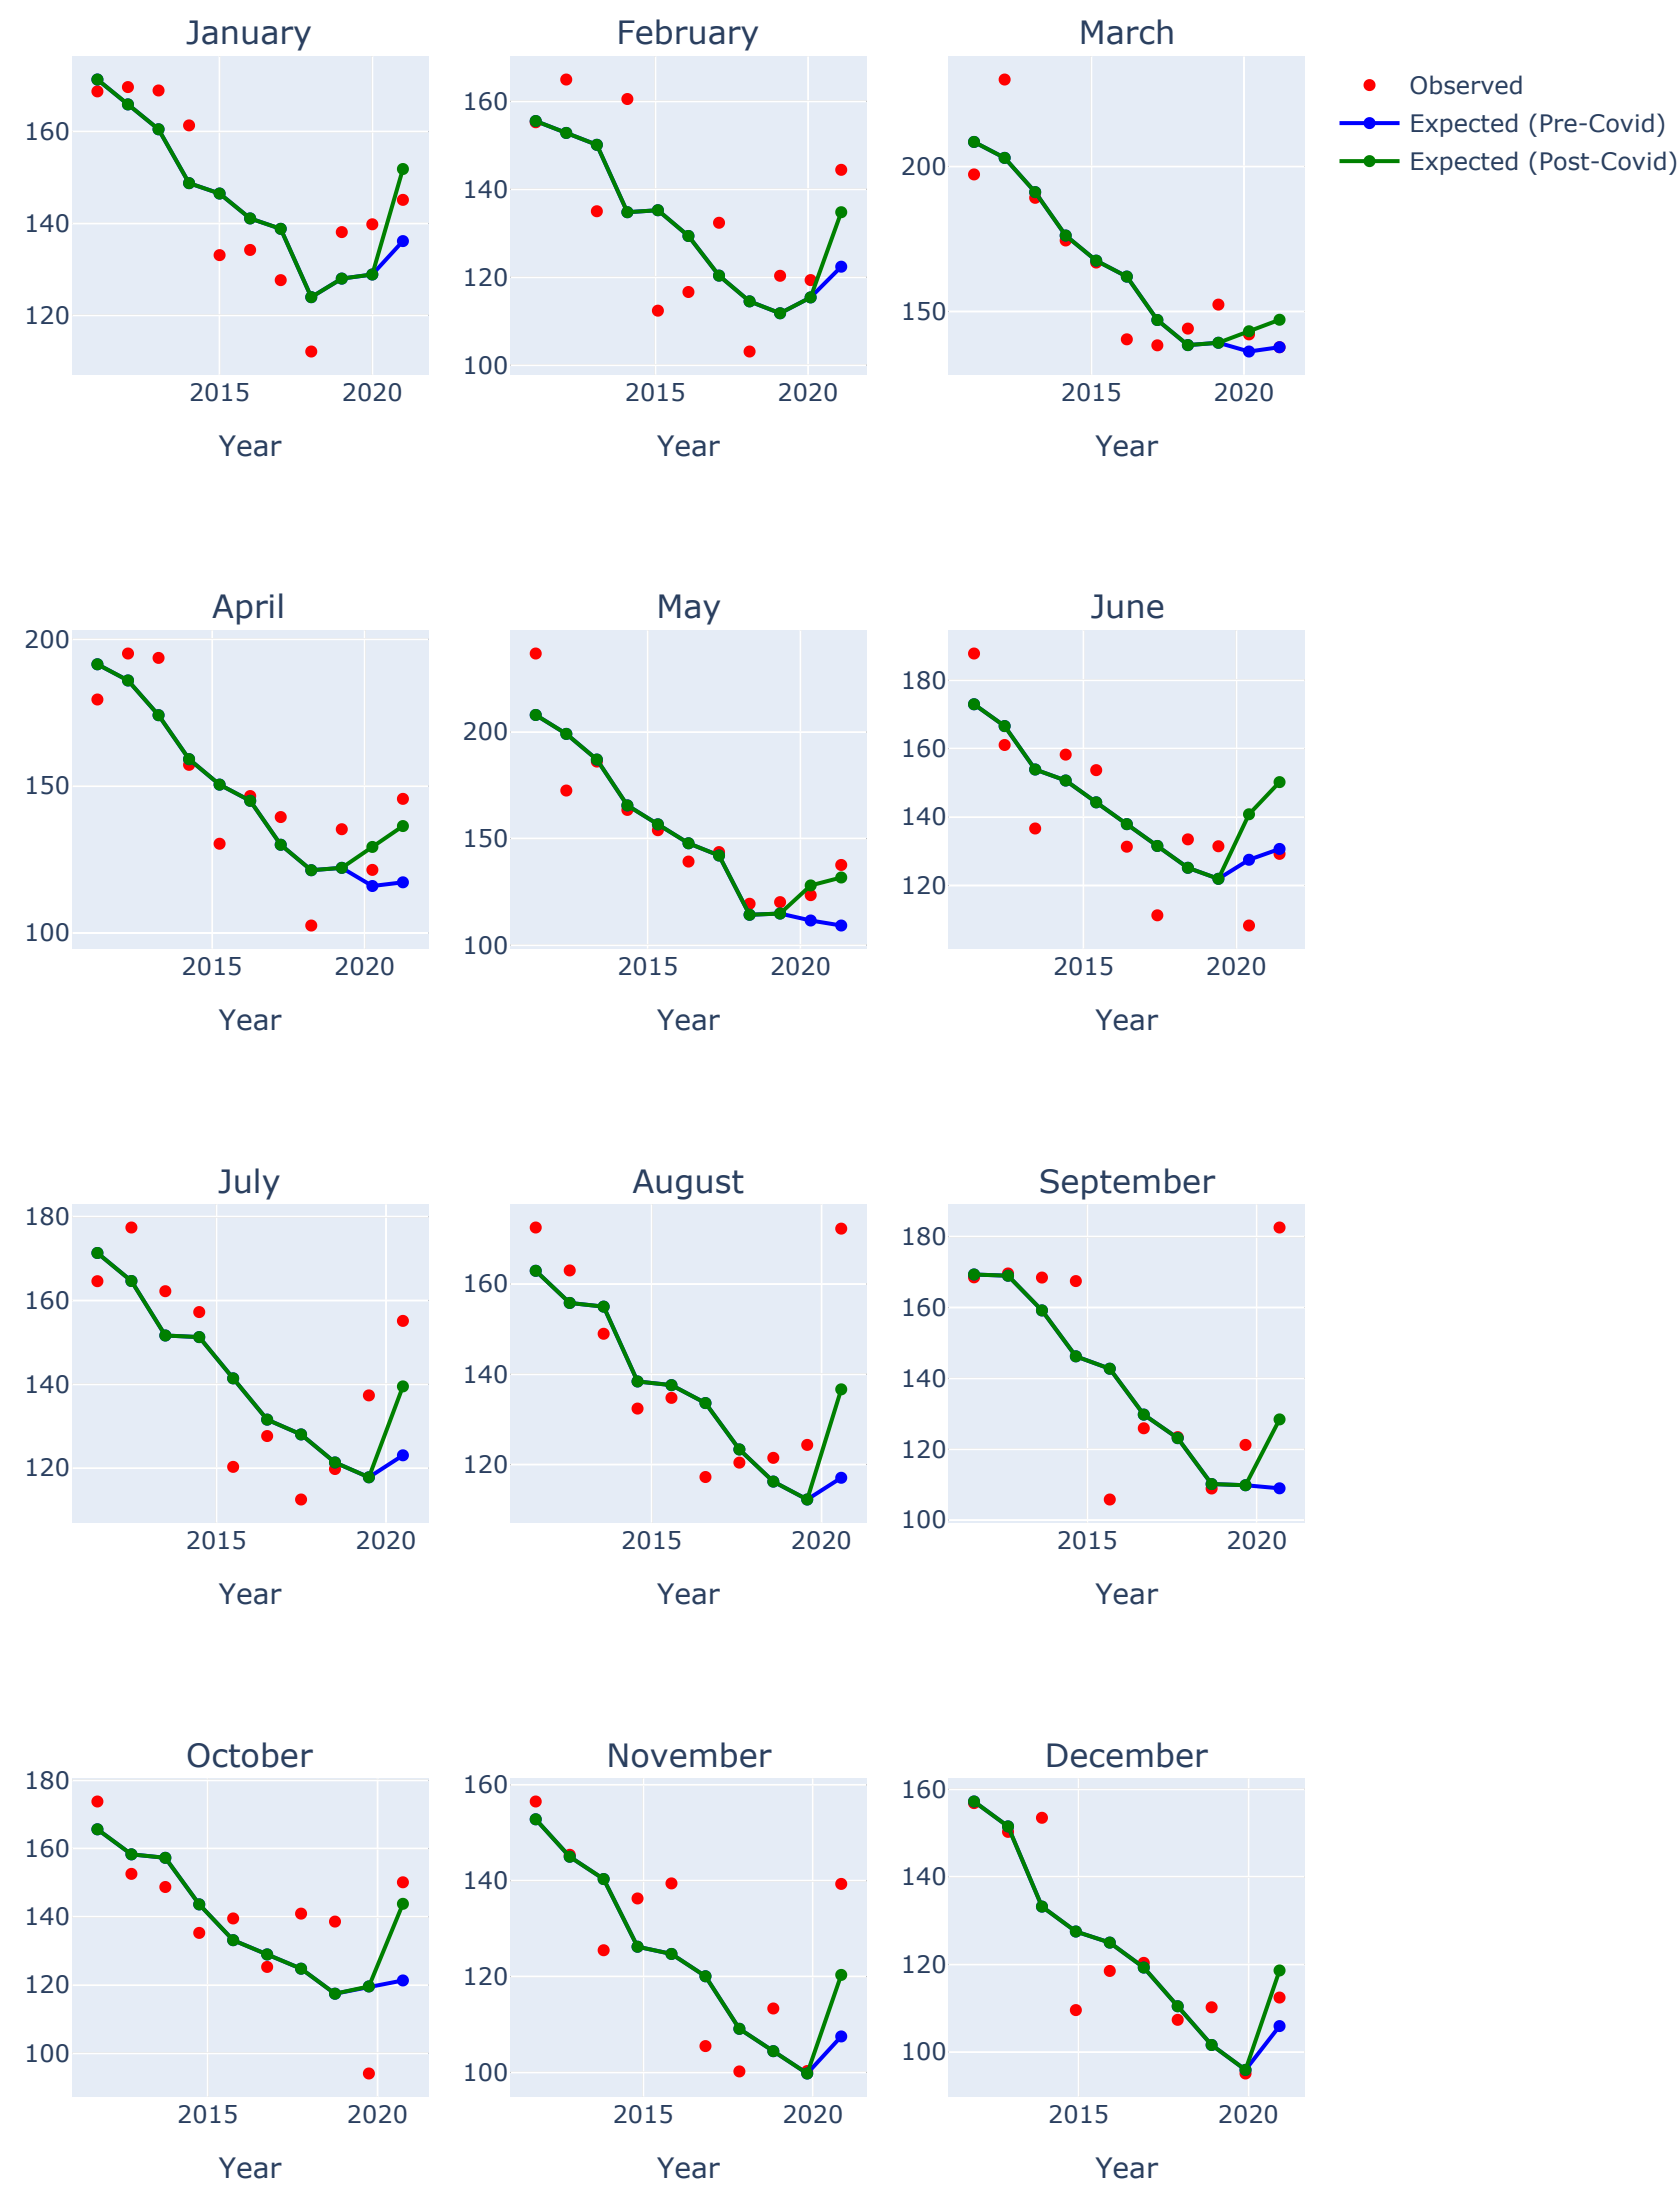 January
February
March
160
140
120
2015
2020
Year
160
140
120
100
2015
2020
Year
200
150
2015
2020
Year
Observed
Expected (Pre-Covid)
Expected (Post-Covid)
April
May
June
200
150
100
2015
2020
Year
200
150
100
2015
2020
Year
180
160
140
120
2015
2020
Year
July
August
September
180
160
140
120
2015
2020
Year
160
140
120
2015
2020
Year
180
160
140
120
100
2015
2020
Year
October
November
December
180
160
140
120
100
2015
2020
Year
160
140
120
100
2015
2020
Year
160
140
120
100
2015
2020
Year